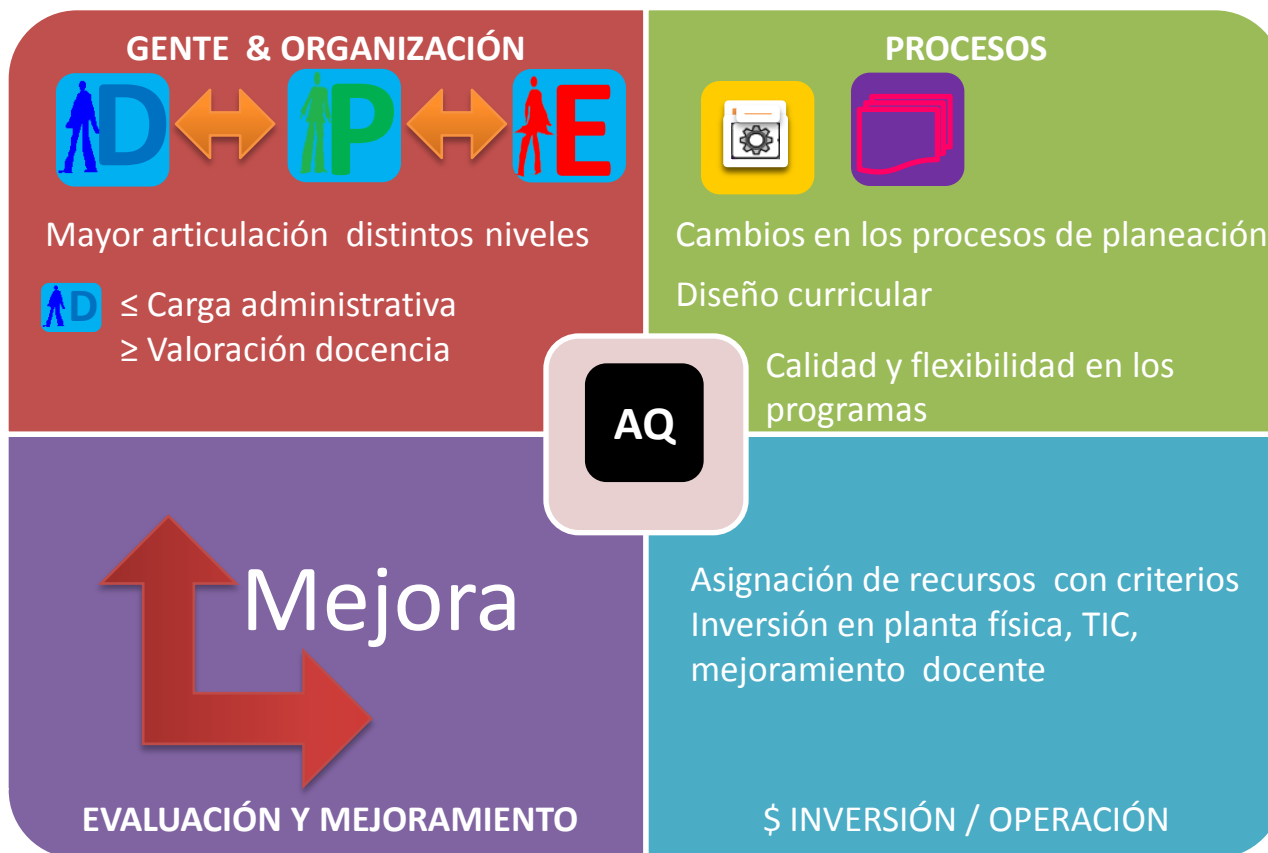 GENTE & ORGANIZACIÓN
D
P
E
Mayor articulación distintos niveles
D
≤ Carga administrativa
≥ Valoración docencia
PROCESOS
Cambios en los procesos de planeación
Diseño curricular
Calidad y flexibilidad en los
programas
AQ
Mejora
EVALUACIÓN Y MEJORAMIENTO
Asignación de recursos con criterios
Inversión en planta física, TIC,
mejoramiento docente
$ INVERSIÓN / OPERACIÓN